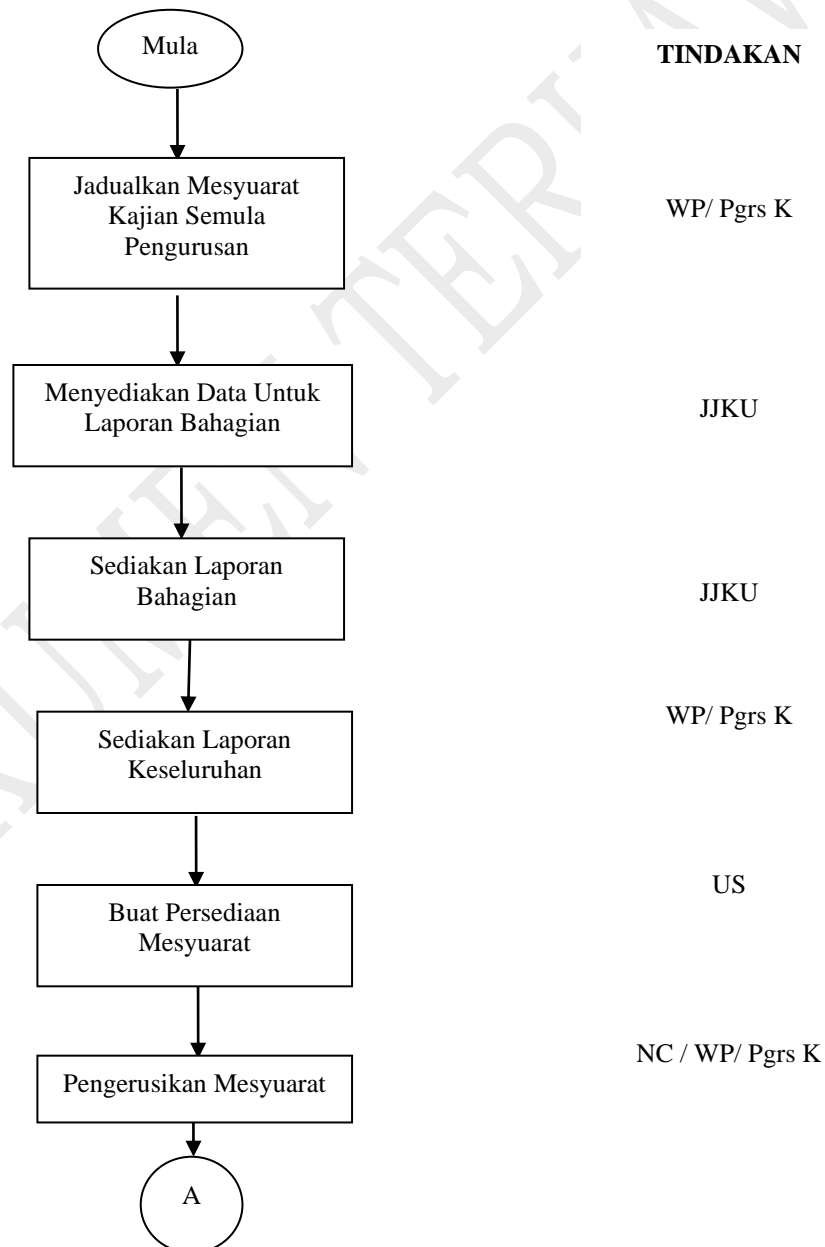 Mula
TINDAKAN
Jadualkan Mesyuarat
Kajian Semula
Pengurusan
WP/ Pgrs K
Menyediakan Data Untuk
Laporan Bahagian
JJKU
Sediakan Laporan
Bahagian
JJKU
Sediakan Laporan
Keseluruhan
WP/ Pgrs K
Buat Persediaan
Mesyuarat
US
Pengerusikan Mesyuarat
NC / WP/ Pgrs K
A